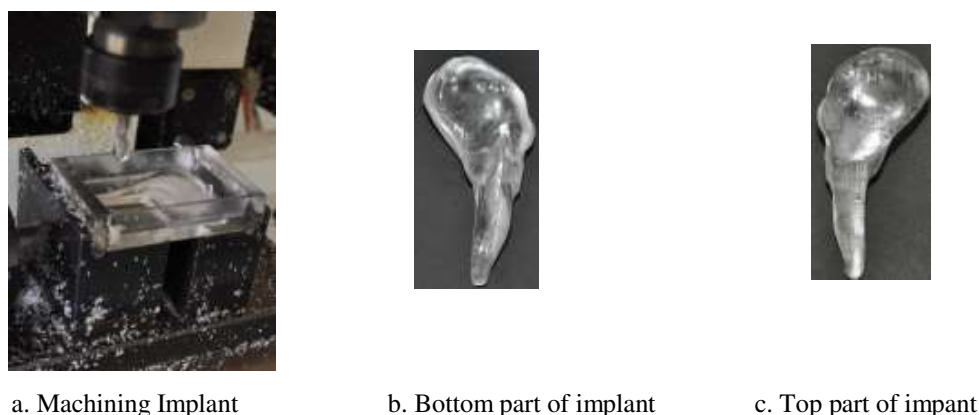 a. Machining Implant
b. Bottom part of implant
c. Top part of impant